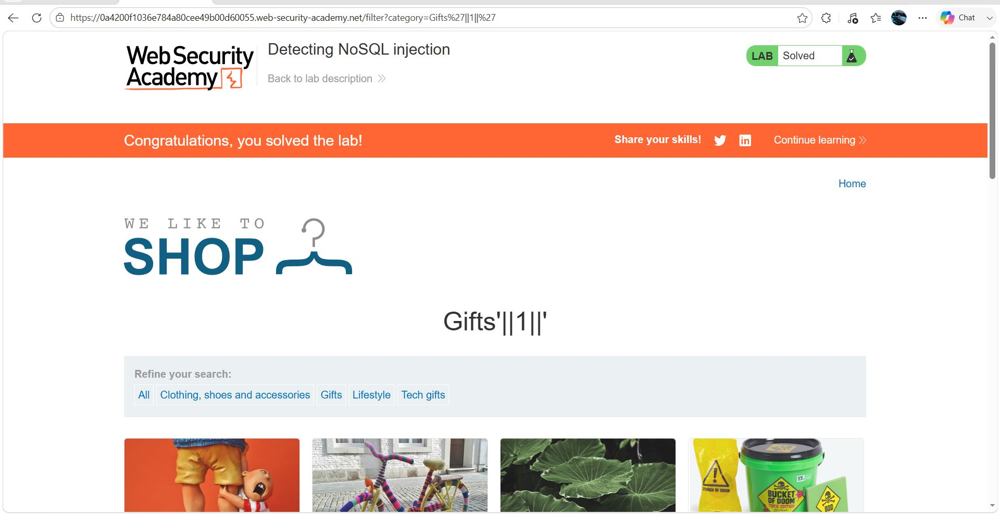 https://0a4200f1036e784a80cee49b00d60055.web-security-academy.net/filter?category=Gifts%27||1||%27
Chat
Web Security
Academy
Detecting NoSQL injection
Back to lab description
LAB Solved
Congratulations, you solved the lab!
Share your skills!
Continue learning
Home
WE LIKE TO
SHOP
Gifts'||1||'
Refine your search:
All Clothing, shoes and accessories Gifts Lifestyle Tech gifts
STENCH OF DOOM
BUCKET
OF DOOM
TOXIC EDITION
BOD